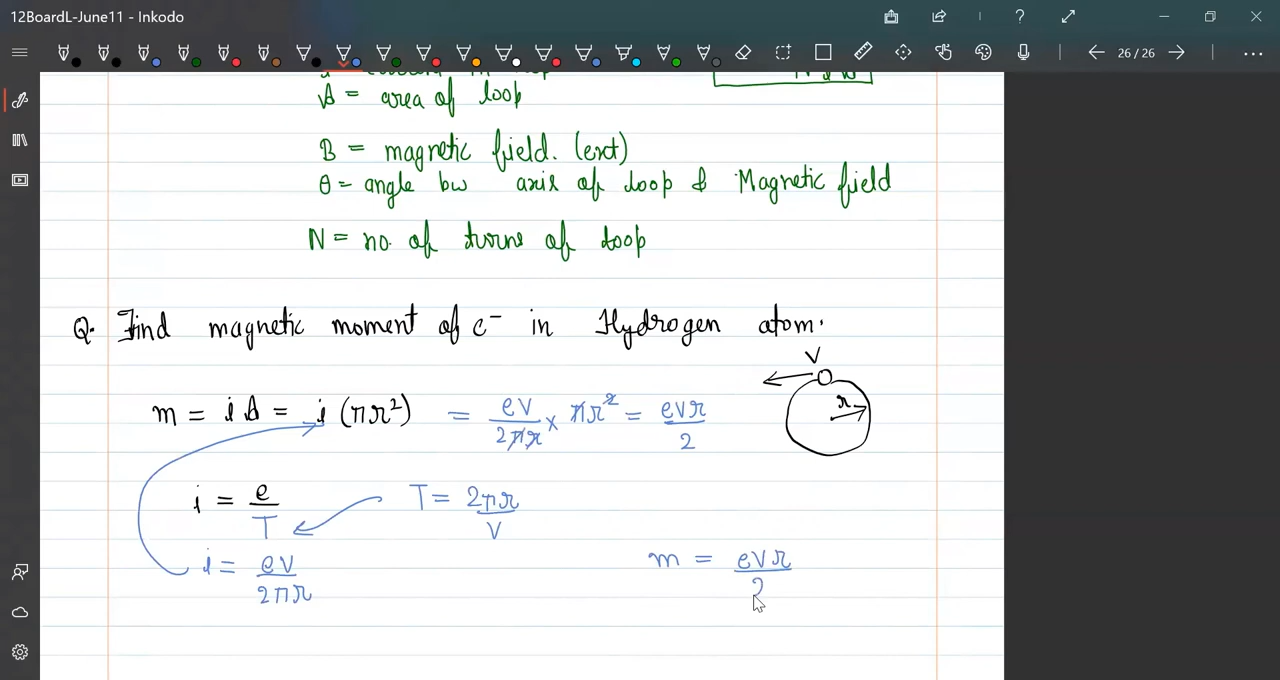 12BoardL-June11 - Inkodo
26 / 26
A = area of loop
B = magnetic field. (ext)
θ = angle bw axis of loop & Magnetic field
N = no. of turns of loop
Q. Find magnetic moment of e⁻ in Hydrogen atom.
V
r
m = iA = i (πr²) = eV/2πr × πr² = eVr/2
i = e/T T = 2πr/V
i = eV/2πr
m = eVr/2